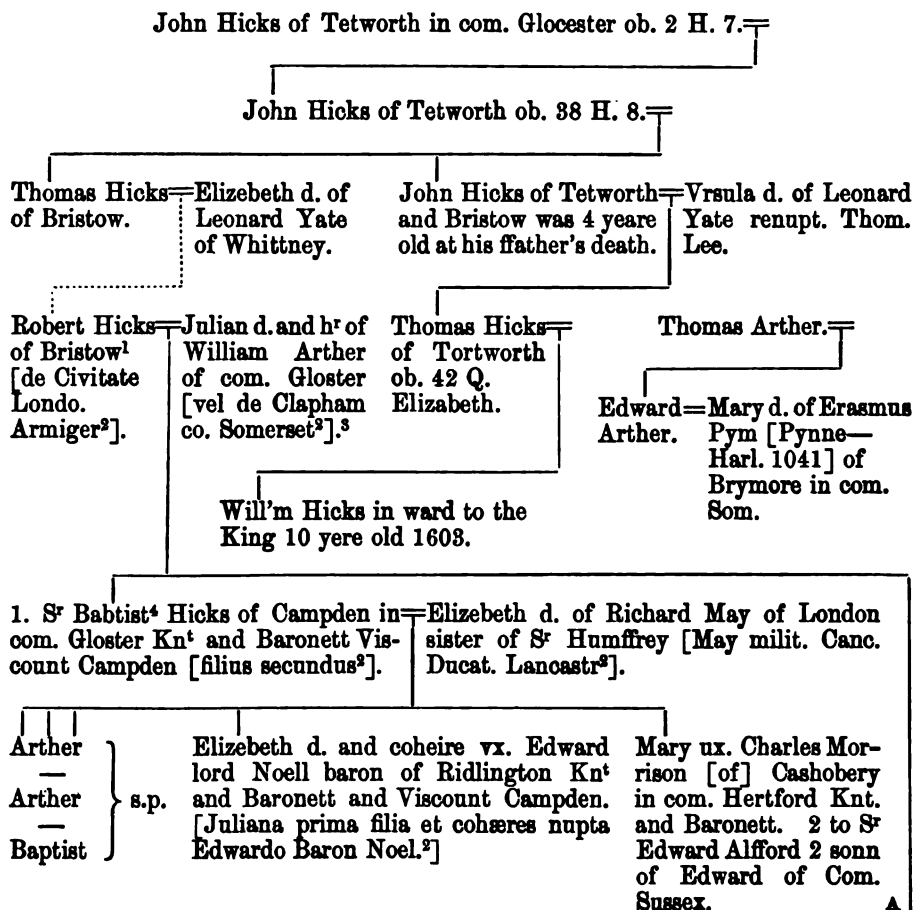 John Hicks of Tetworth in com. Glocester ob. 2 H. 7.
John Hicks of Tetworth ob. 38 H. 8.
Thomas Hicks
of Bristow.
Elizebeth d. of
Leonard Yate
of Whittney.
John Hicks of Tetworth
and Bristow was 4 yeare
old at his ffather's death.
Vrsula d. of Leonard
Yate renupt. Thom.
Lee.
Robert Hicks
of Bristow¹
[de Civitate
Londo.
Armiger²].
Julian d. and hʳ of
William Arther
of com. Gloster
[vel de Clapham
co. Somerset²].³
Thomas Hicks
of Tortworth
ob. 42 Q.
Elizabeth.
Thomas Arther.
Edward
Arther.
Mary d. of Erasmus
Pym [Pynne—
Harl. 1041] of
Brymore in com.
Som.
Will'm Hicks in ward to the
King 10 yere old 1603.
1. Sʳ Babtist⁴ Hicks of Campden in
com. Gloster Knᵗ and Baronett Vis-
count Campden [filius secundus²].
Elizebeth d. of Richard May of London
sister of Sʳ Humffrey [May milit. Canc.
Ducat. Lancastr²].
Arther
—
Arther
—
Baptist
s.p.
Elizebeth d. and coheire vx. Edward
lord Noell baron of Ridlington Knᵗ
and Baronett and Viscount Campden.
[Juliana prima filia et cohæres nupta
Edwardo Baron Noel.²]
Mary ux. Charles Mor-
rison [of] Cashobery
in com. Hertford Knt.
and Baronett. 2 to Sʳ
Edward Alfford 2 sonn
of Edward of Com.
Sussex.
A